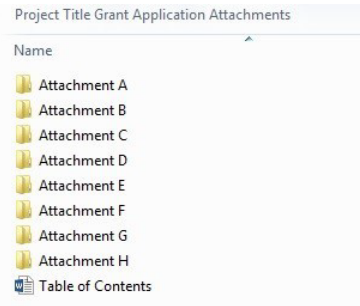 Project Title Grant Application Attachments
Name
Attachment A
Attachment B
Attachment C
Attachment D
Attachment E
Attachment F
Attachment G
Attachment H
Table of Contents